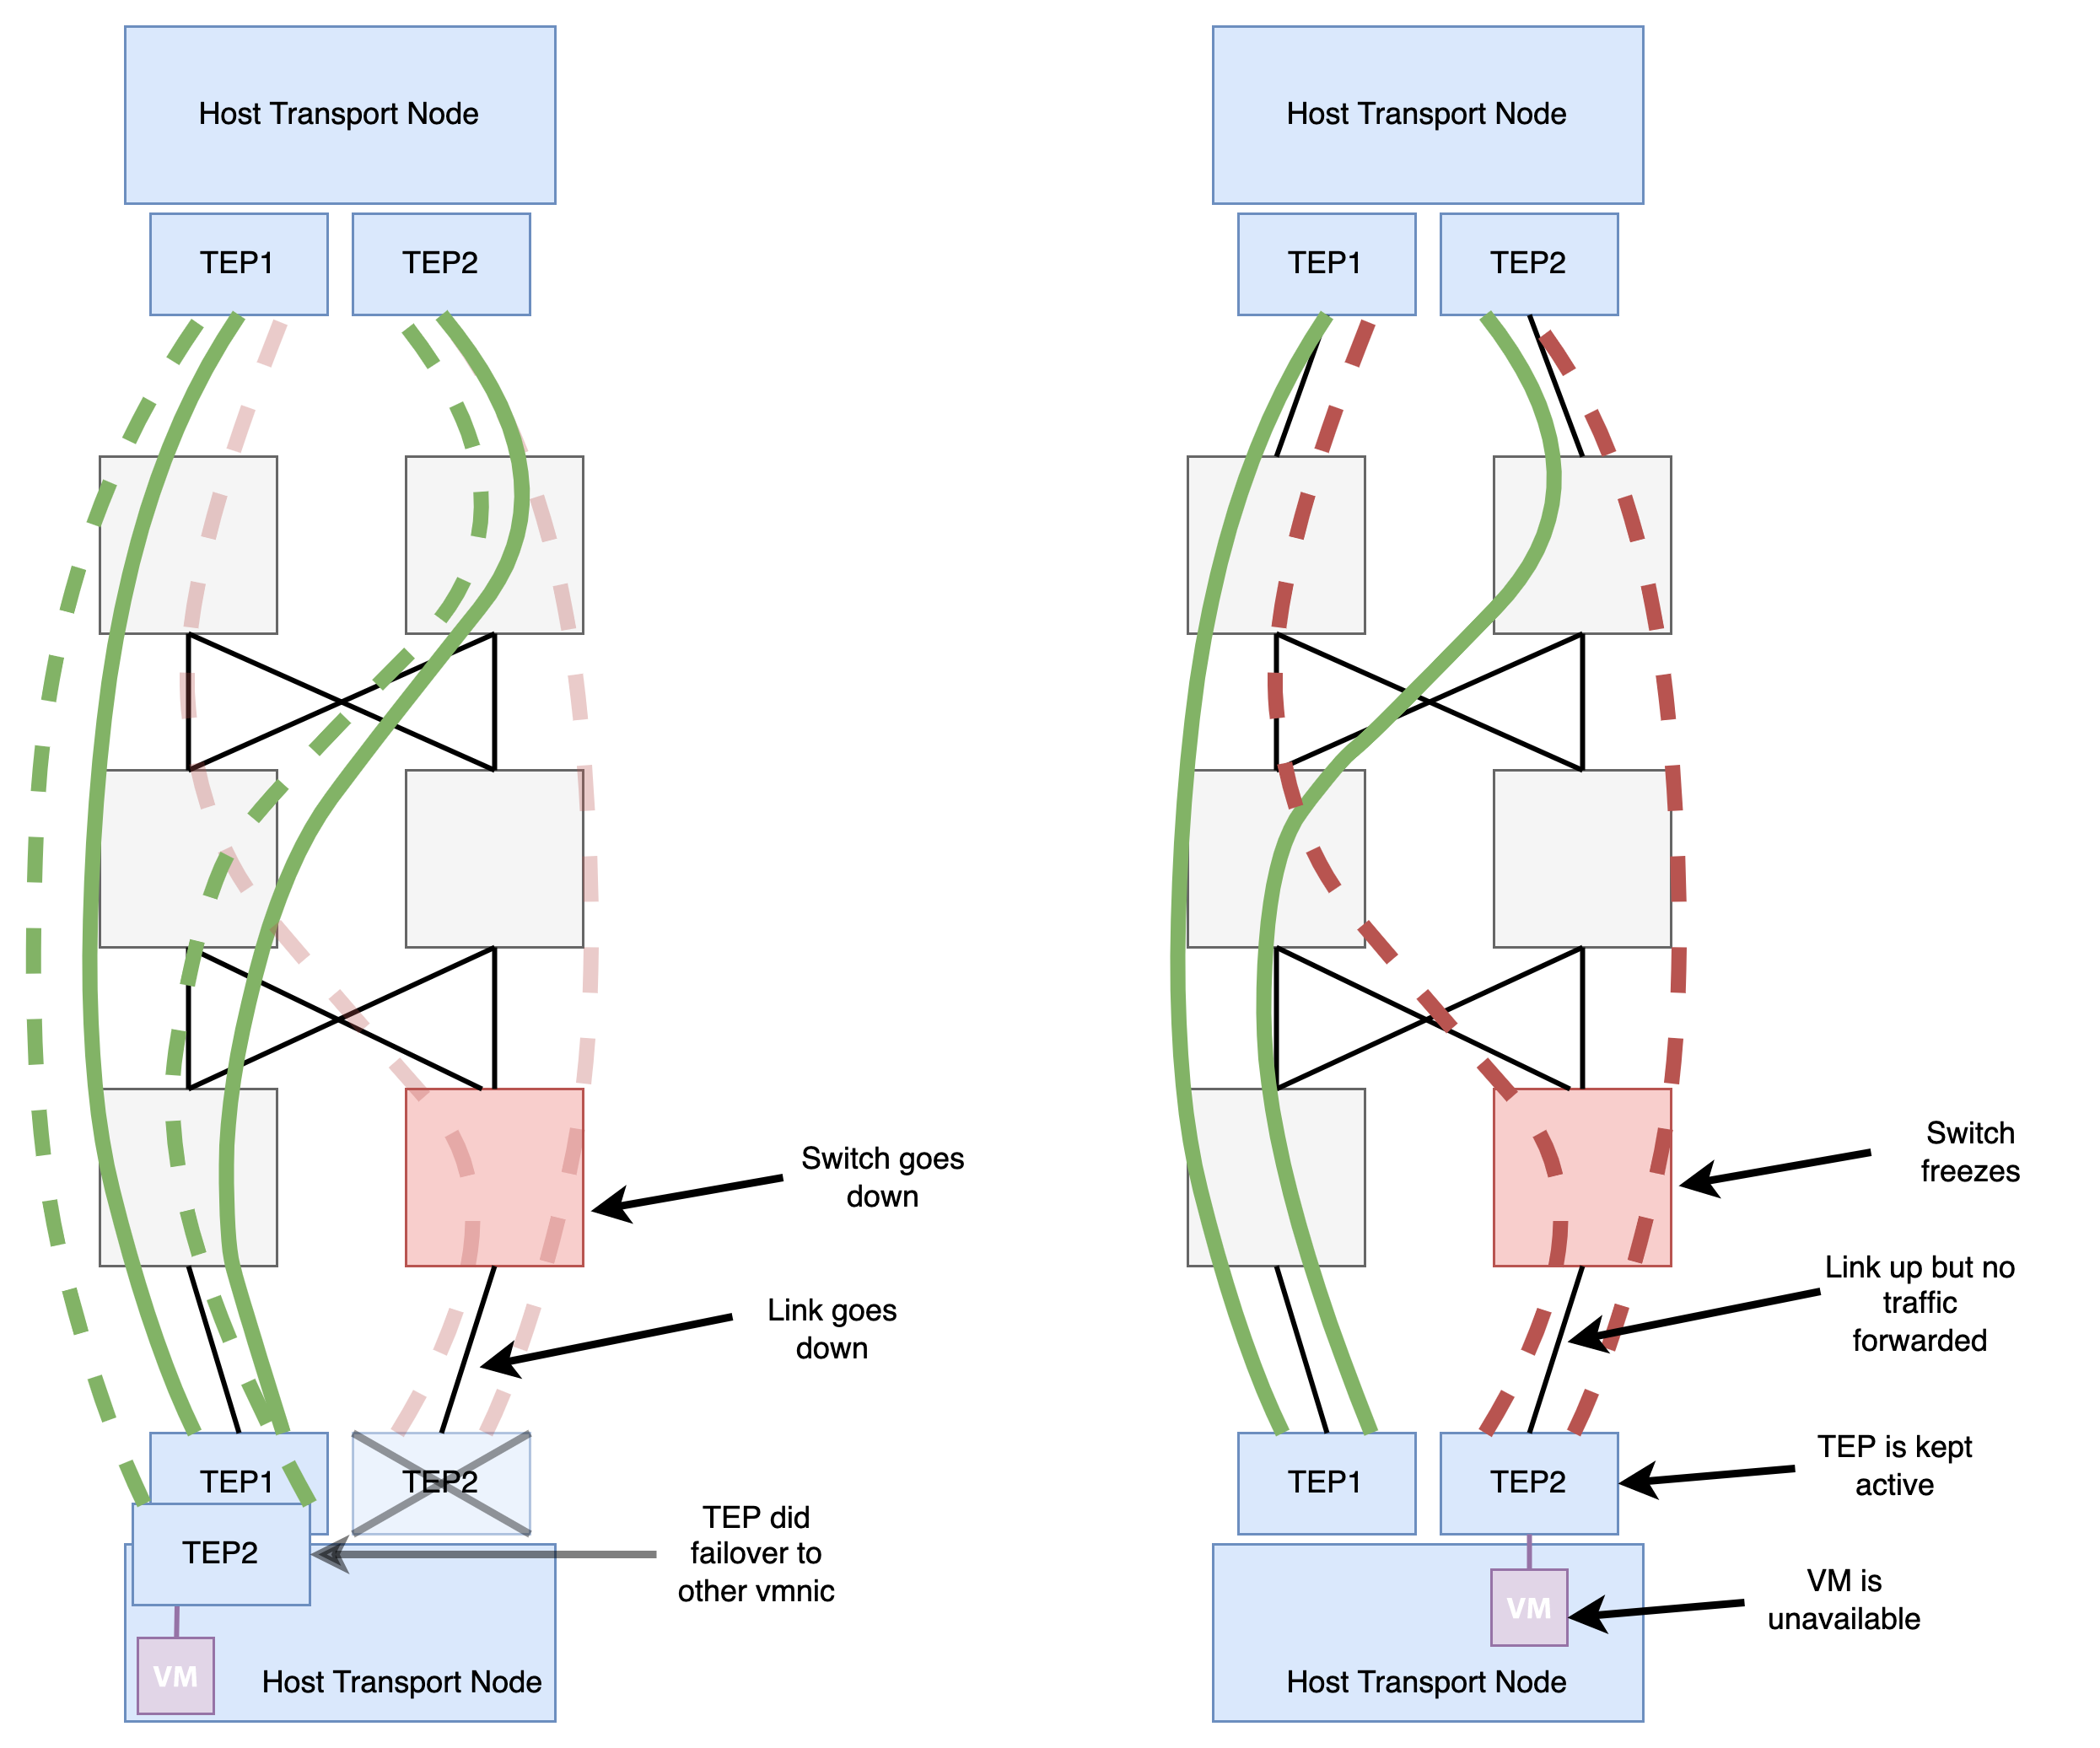 Host Transport Node
TEP1
TEP2
Switch goes
down
Link goes
down
TEP1
TEP2
TEP2
TEP did
failover to
other vmnic
VM
Host Transport Node
Host Transport Node
TEP1
TEP2
Switch
freezes
Link up but no
traffic
forwarded
TEP1
TEP2
TEP is kept
active
VM
VM is
unavailable
Host Transport Node